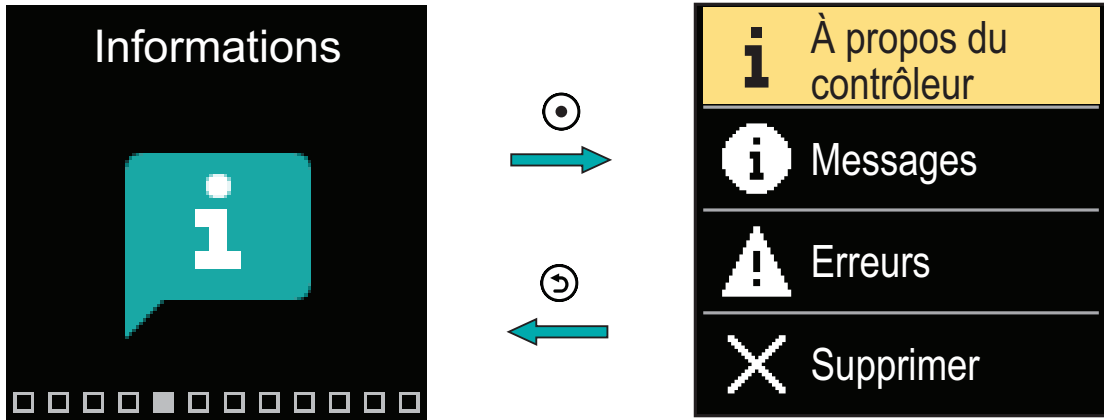 Informations
À propos du
contrôleur
Messages
Erreurs
Supprimer